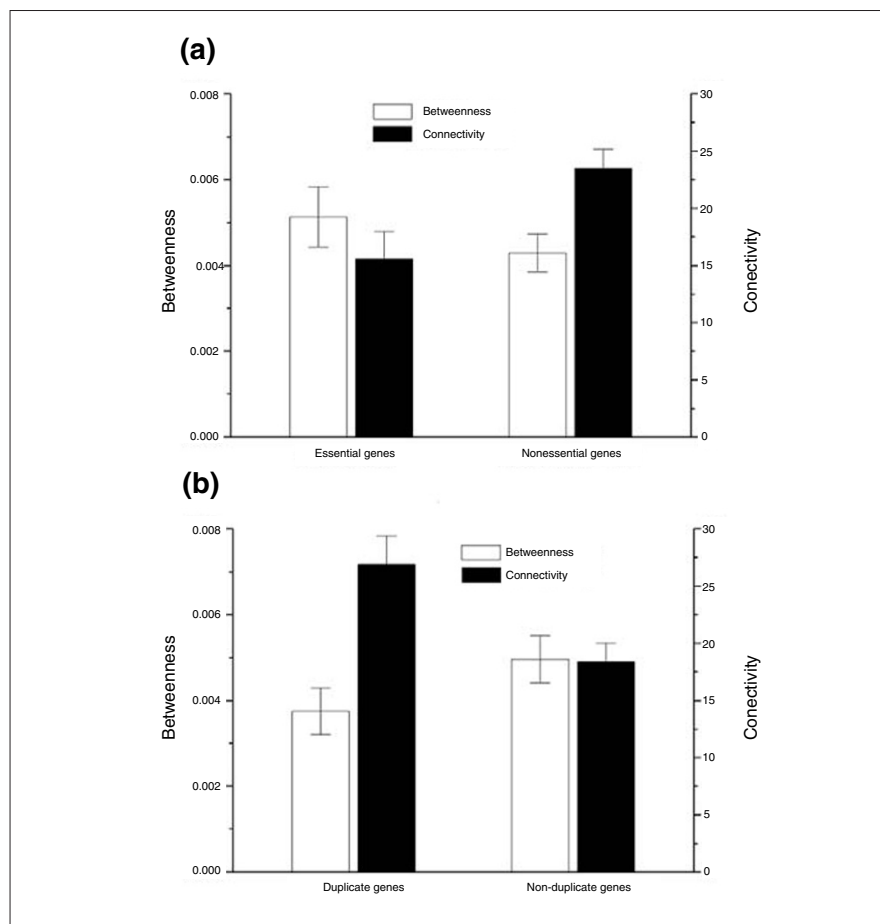 (a)
0.008
0.006
0.004
0.002
0.000
Betweenness
Betweenness
Connectivity
30
25
20
15
10
5
0
Conectivity
Essential genes
Nonessential genes
(b)
0.008
0.006
0.004
0.002
0.000
Betweenness
Betweenness
Connectivity
30
25
20
15
10
5
0
Conectivity
Duplicate genes
Non-duplicate genes